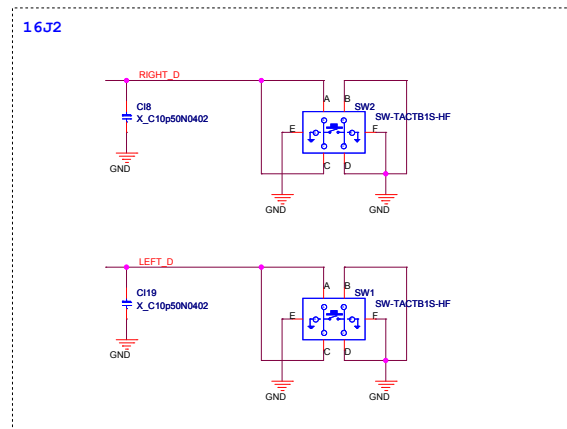 16J2
RIGHT_D
CI8
X_C10p50N0402
GND
A
B
SW2
SW-TACTB1S-HF
E
F
C
D
GND
GND
LEFT_D
CI19
X_C10p50N0402
GND
A
B
SW1
SW-TACTB1S-HF
E
F
C
D
GND
GND